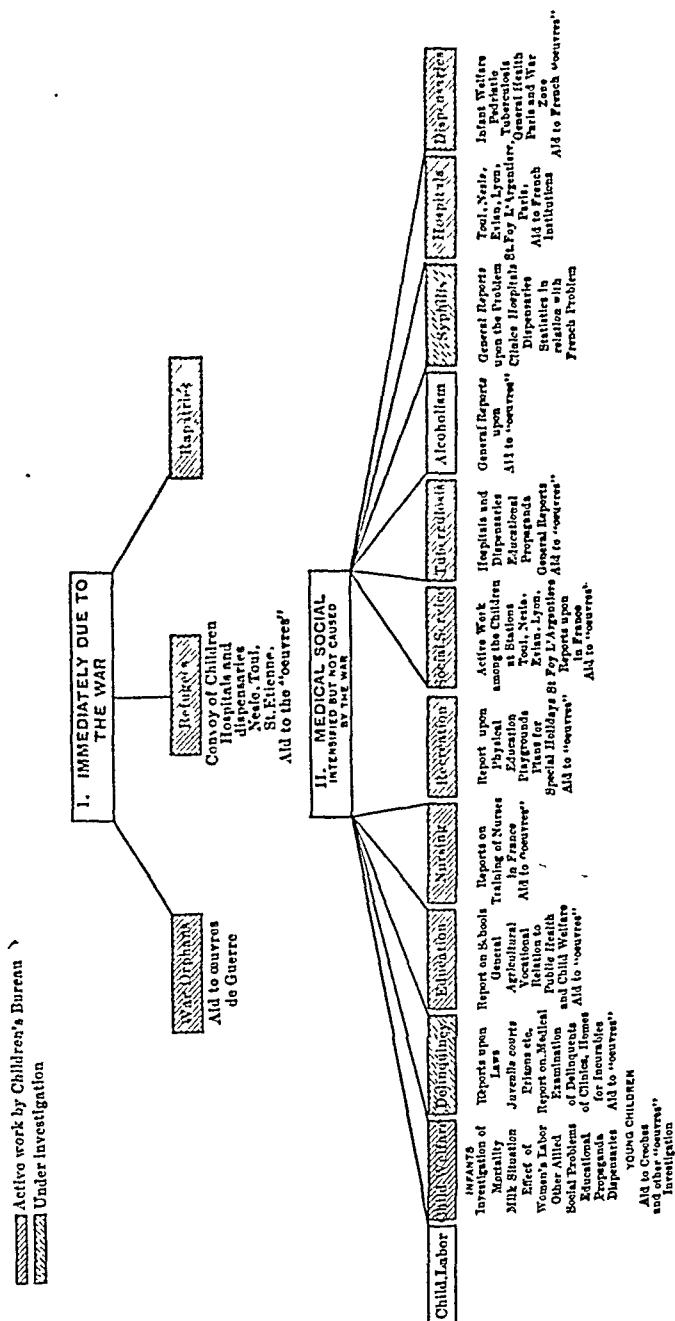 Active work by Children's Bureau
Under Investigation
I. IMMEDIATELY DUE TO
THE WAR
War Orphans
Aid to œuvres
de Guerre
Refugees
Convoy of Children
Hospitals and
dispensaries
Nesle, Toul,
St. Etienne.
Aid to the "oeuvres"
Rapatriés
II. MEDICAL SOCIAL
INTENSIFIED BUT NOT CAUSED
BY THE WAR
Child Labor
Child Welfare
INFANTS
Investigation of
Mortality
Milk Situation
Effect of
Women's Labor
Other Allied
Social Problems
Educational
Propaganda
Dispensaries
YOUNG CHILDREN
Aid to Creches
and other "oeuvres"
Investigation
Delinquency
Reports upon
Laws
Juvenile courts
Prisons etc.
Report on Medical
Examination
of Delinquents
of Clinics, Homes
for Incurables
Aid to "oeuvres"
Education
Report on Schools
General
Agricultural
Vocational
Relation to
Public Health
and Child Welfare
Aid to "oeuvres"
Nursing
Reports on
Training of Nurses
in France
Aid to "oeuvres"
Recreation
Report upon
Physical
Education
Playgrounds
Plans for
Special Holidays
Aid to "oeuvres"
Social Service
Active Work
among the Children
at Stations
Toul, Nesle,
Evian, Lyon,
St Foy L'Argentiere
Reports upon
in France
Aid to "oeuvres"
Tuberculosis
Hospitals and
Dispensaries
Educational
Propaganda
General Reports
Aid to "oeuvres"
Alcoholism
General Reports
upon
Aid to "oeuvres"
Syphilis
General Reports
upon the Problem
Clinics Hospitals
Dispensaries
Statistics in
relation with
French Problem
Hospitals
Toul, Nesle,
Evian, Lyon,
St. Foy L'Argentiere,
Paris,
Aid to French
Institutions
Dispensaries
Infant Welfare
Pedriatic
Tuberculosis
General Health
Paris and War
Zone
Aid to French "oeuvres"